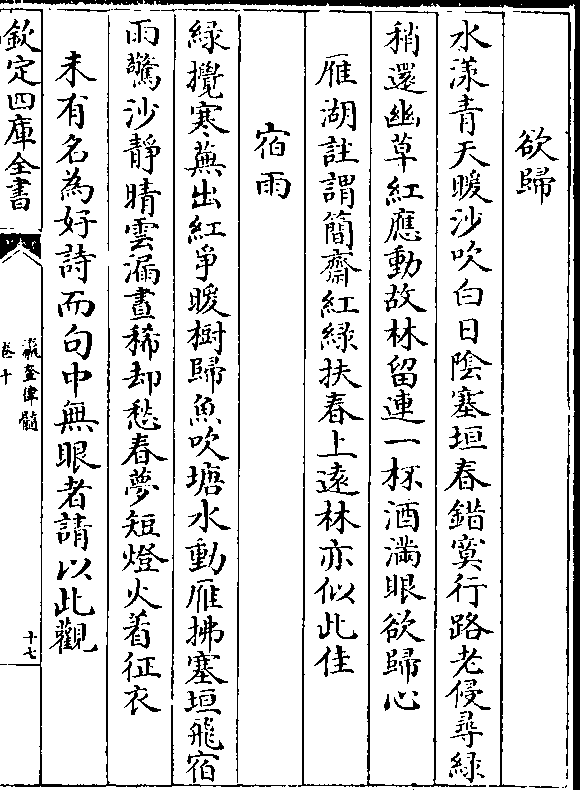 欲歸
水漾青天暖沙吹白日陰塞垣春錯寞行路老侵尋緑
稍還幽草紅應動故林留連一杯酒滿眼欲歸心
雁湖註謂簡齋紅緑扶春上遠林亦似此佳
宿雨
緑攪寒蕪出紅爭暖樹歸魚吹塘水動雁拂塞垣飛宿
雨驚沙靜晴雲漏晝稀却愁春夢短燈火着征衣
未有名為好詩而句中無眼者請以此觀
欽定四庫全書
瀛奎律髓
卷十
十七